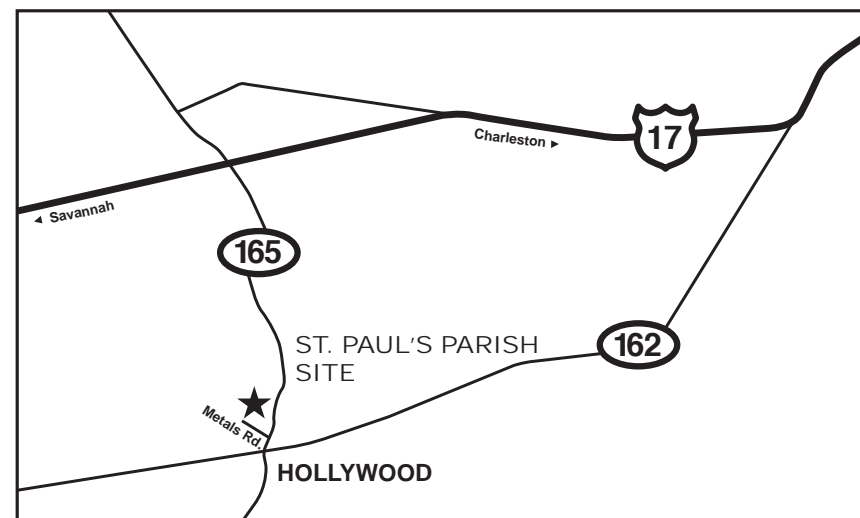 17
Charleston ►
◄ Savannah
165
ST. PAUL'S PARISH
SITE
162
Metals Rd.
HOLLYWOOD